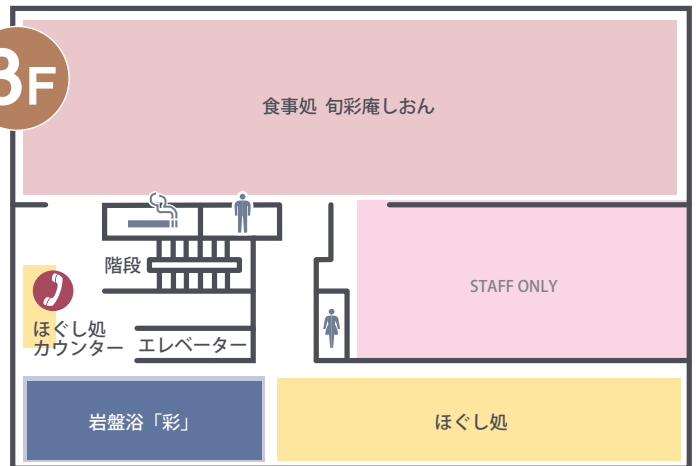 3F
食事処 旬彩庵しおん
階段
STAFF ONLY
ほぐし処
カウンター
エレベーター
岩盤浴「彩」
ほぐし処